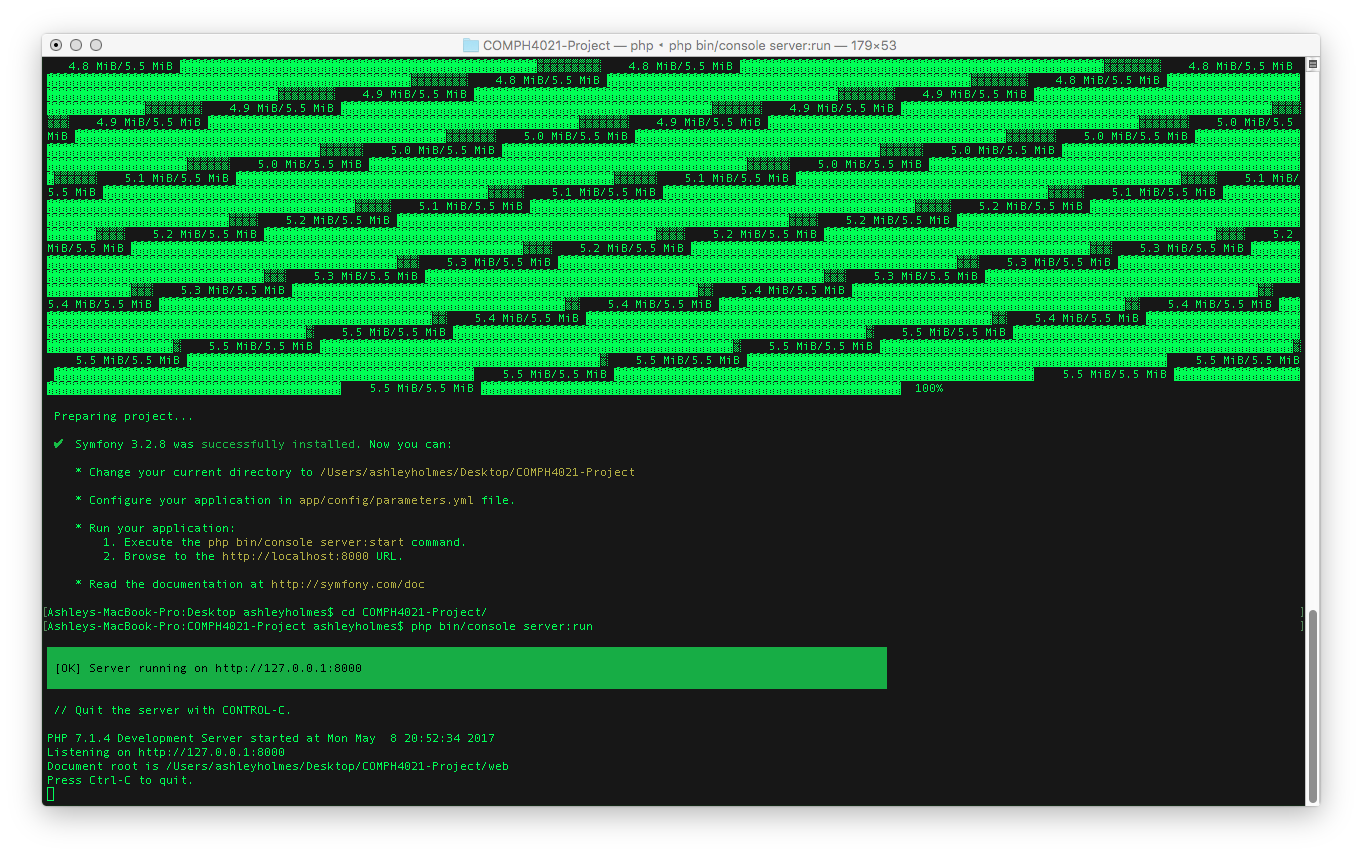 COMPH4021-Project — php ◂ php bin/console server:run — 179×53
4.8 MiB/5.5 MiB 4.8 MiB/5.5 MiB 4.8 MiB/5.5 MiB
4.8 MiB/5.5 MiB 4.8 MiB/5.5 MiB
4.9 MiB/5.5 MiB 4.9 MiB/5.5 MiB
4.9 MiB/5.5 MiB 4.9 MiB/5.5 MiB
4.9 MiB/5.5 MiB 4.9 MiB/5.5 MiB 5.0 MiB/5.5
MiB 5.0 MiB/5.5 MiB 5.0 MiB/5.5 MiB
5.0 MiB/5.5 MiB 5.0 MiB/5.5 MiB
5.0 MiB/5.5 MiB 5.0 MiB/5.5 MiB
5.1 MiB/5.5 MiB 5.1 MiB/5.5 MiB 5.1 MiB/
5.5 MiB 5.1 MiB/5.5 MiB 5.1 MiB/5.5 MiB
5.1 MiB/5.5 MiB 5.2 MiB/5.5 MiB
5.2 MiB/5.5 MiB 5.2 MiB/5.5 MiB
5.2 MiB/5.5 MiB 5.2 MiB/5.5 MiB 5.2
MiB/5.5 MiB 5.2 MiB/5.5 MiB 5.3 MiB/5.5 MiB
5.3 MiB/5.5 MiB 5.3 MiB/5.5 MiB
5.3 MiB/5.5 MiB 5.3 MiB/5.5 MiB
5.3 MiB/5.5 MiB 5.4 MiB/5.5 MiB
5.4 MiB/5.5 MiB 5.4 MiB/5.5 MiB 5.4 MiB/5.5 MiB
5.4 MiB/5.5 MiB 5.4 MiB/5.5 MiB
5.5 MiB/5.5 MiB 5.5 MiB/5.5 MiB
5.5 MiB/5.5 MiB 5.5 MiB/5.5 MiB
5.5 MiB/5.5 MiB 5.5 MiB/5.5 MiB 5.5 MiB/5.5 MiB
5.5 MiB/5.5 MiB 5.5 MiB/5.5 MiB
5.5 MiB/5.5 MiB 100%
Preparing project...
✔ Symfony 3.2.8 was successfully installed. Now you can:
* Change your current directory to /Users/ashleyholmes/Desktop/COMPH4021-Project
* Configure your application in app/config/parameters.yml file.
* Run your application:
1. Execute the php bin/console server:start command.
2. Browse to the http://localhost:8000 URL.
* Read the documentation at http://symfony.com/doc
[Ashleys-MacBook-Pro:Desktop ashleyholmes$ cd COMPH4021-Project/ ]
[Ashleys-MacBook-Pro:COMPH4021-Project ashleyholmes$ php bin/console server:run ]
[OK] Server running on http://127.0.0.1:8000
// Quit the server with CONTROL-C.
PHP 7.1.4 Development Server started at Mon May  8 20:52:34 2017
Listening on http://127.0.0.1:8000
Document root is /Users/ashleyholmes/Desktop/COMPH4021-Project/web
Press Ctrl-C to quit.